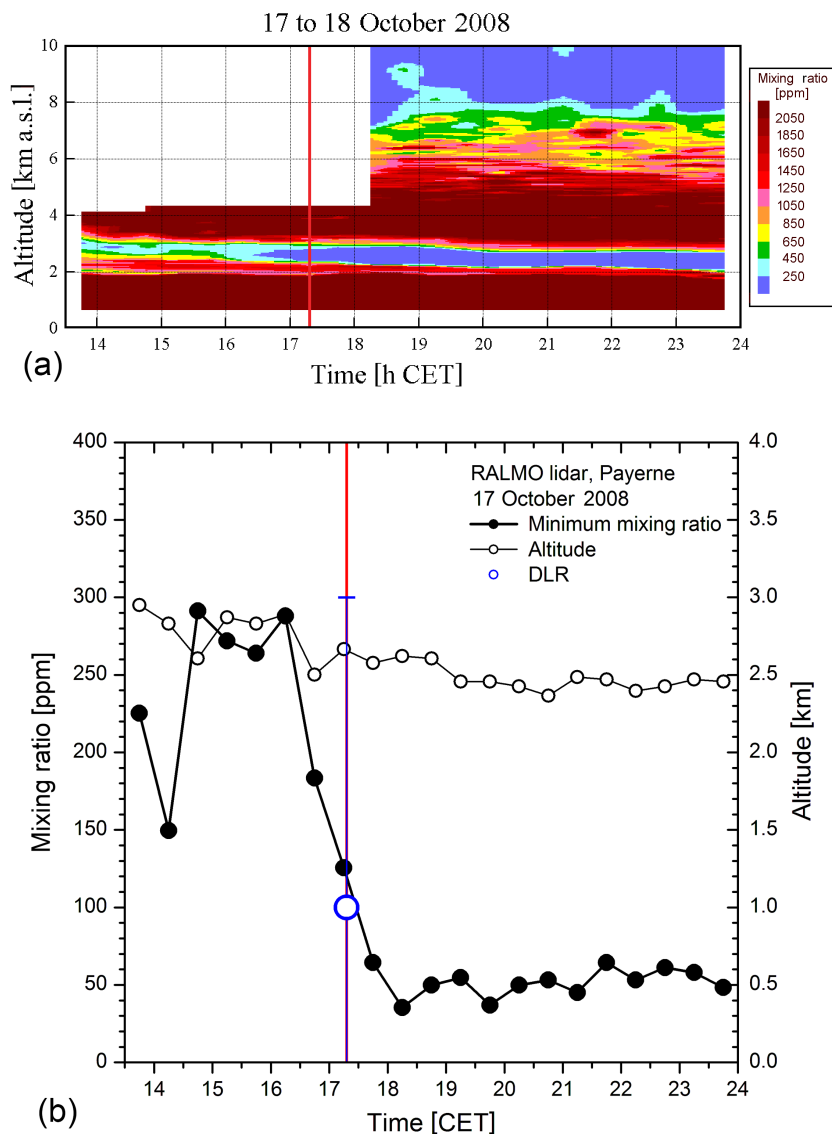 17 to 18 October 2008
Altitude [km a.s.l.]
10
8
6
4
2
0
14 15 16 17 18 19 20 21 22 23 24
Time [h CET]
(a)
Mixing ratio
[ppm]
2050
1850
1650
1450
1250
1050
850
650
450
250
RALMO lidar, Payerne
17 October 2008
Minimum mixing ratio
Altitude
DLR
Mixing ratio [ppm]
400
350
300
250
200
150
100
50
0
4.0
3.5
3.0
2.5
2.0
1.5
1.0
0.5
0.0
Altitude [km]
14 15 16 17 18 19 20 21 22 23 24
Time [CET]
(b)